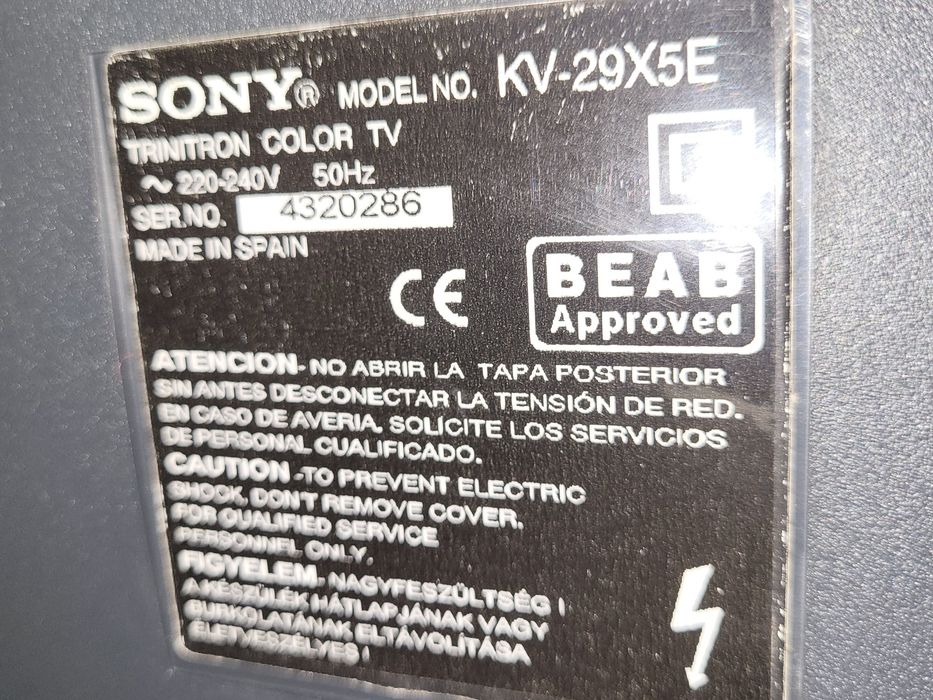 SONY® MODEL NO. KV-29X5E
TRINITRON COLOR TV
~ 220-240V 50Hz
SER.NO. 4320286
MADE IN SPAIN
CE
BEAB
Approved
ATENCION- NO ABRIR LA TAPA POSTERIOR
SIN ANTES DESCONECTAR LA TENSIÓN DE RED.
EN CASO DE AVERIA. SOLICITE LOS SERVICIOS
DE PERSONAL CUALIFICADO.
CAUTION -TO PREVENT ELECTRIC
SHOCK, DON'T REMOVE COVER.
FOR QUALIFIED SERVICE
PERSONNEL ONLY.
FIGYELEM, NAGYFESZÜLTSÉG !
A KÉSZÜLÉK HÁTLAPJÁNAK VAGY
BURKOLATÁNAK ELTÁVOLÍTÁSA
ÉLETVESZÉLYES !